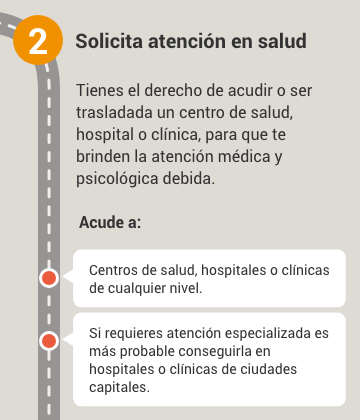 2 Solicita atención en salud
Tienes el derecho de acudir o ser
trasladada un centro de salud,
hospital o clínica, para que te
brinden la atención médica y
psicológica debida.
Acude a:
Centros de salud, hospitales o clínicas
de cualquier nivel.
Si requieres atención especializada es
más probable conseguirla en
hospitales o clínicas de ciudades
capitales.